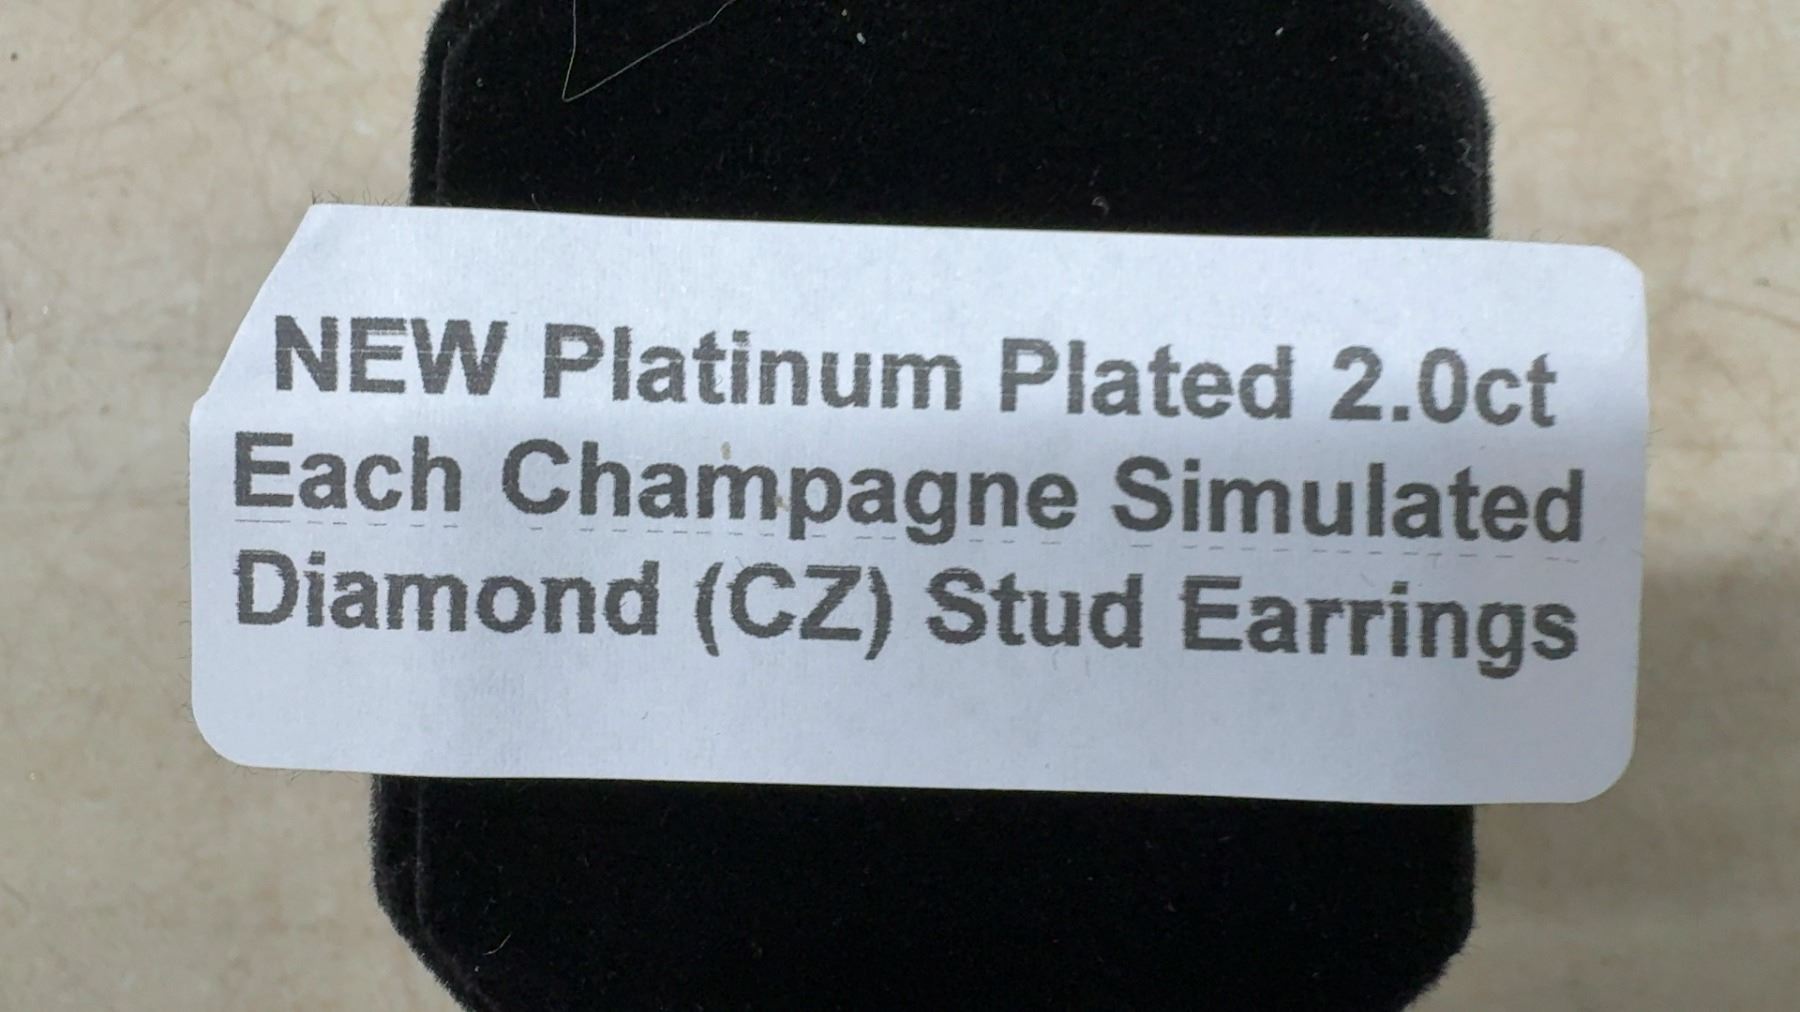 NEW Platinum Plated 2.0ct
Each Champagne Simulated
Diamond (CZ) Stud Earrings